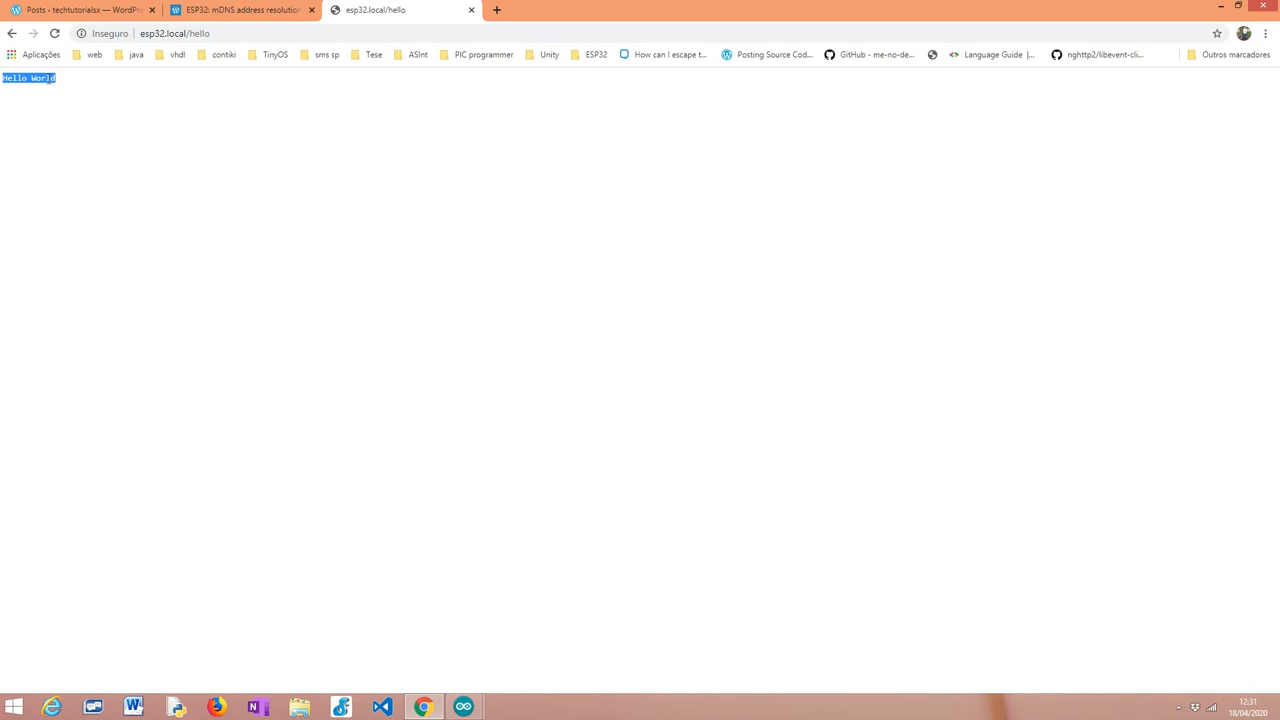 Posts ‹ techtutorialsx — WordPre
ESP32: mDNS address resolution
esp32.local/hello
Inseguro
esp32.local/hello
Aplicações
web
java
vhdl
contiki
TinyOS
sms sp
Tese
ASInt
PIC programmer
Unity
ESP32
How can I escape t...
Posting Source Cod...
GitHub - me-no-de...
Language Guide |...
nghttp2/libevent-cli...
Outros marcadores
Hello World
12:31
18/04/2020